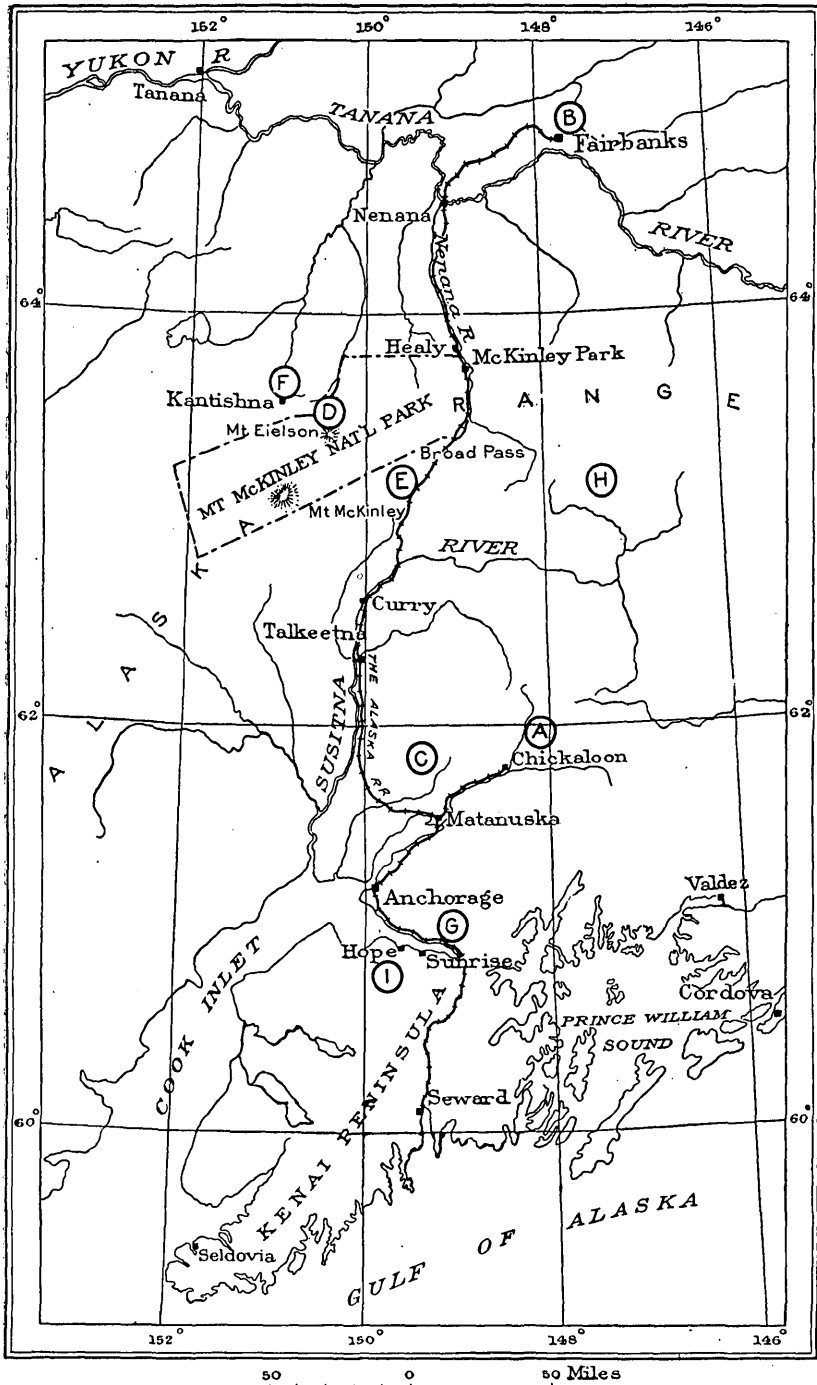 152° 150° 148° 146°
YUKON R
Tanana
TANANA
B
Fairbanks
Nenana
RIVER
Nenana R
64° 64°
Healy
McKinley Park
F
Kantishna
D
R A N G E
Mt Eielson
MT McKINLEY NAT'L PARK
Broad Pass
E
H
Mt McKinley
A L A S K A
RIVER
Curry
Talkeetna
THE ALASKA RR
SUSITNA
62° 62°
A
C
Chickaloon
Matanuska
Valdez
Anchorage
G
Hope
Sunrise
I
COOK INLET
Cordova
PRINCE WILLIAM
SOUND
KENAI PENINSULA
Seward
60° 60°
Seldovia
GULF OF ALASKA
152° 150° 148° 146°
50 0 50 Miles